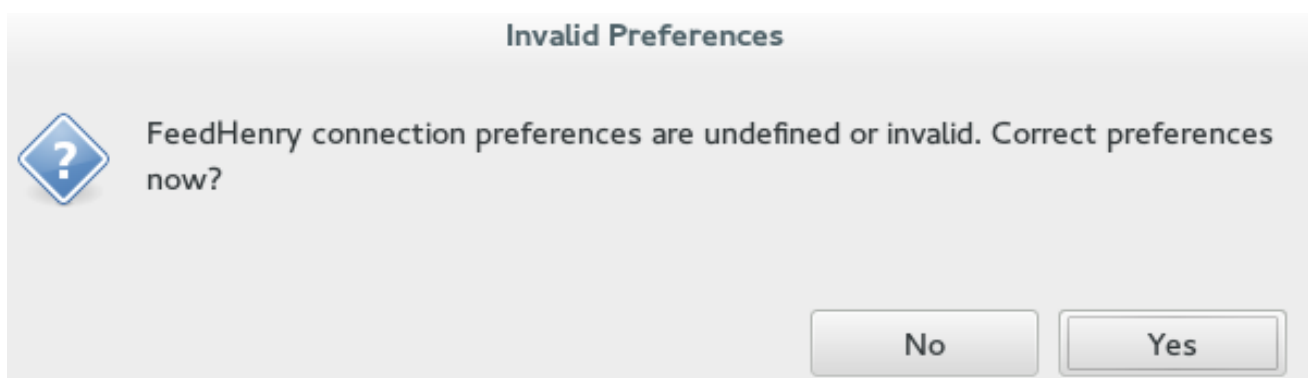 Invalid Preferences
FeedHenry connection preferences are undefined or invalid. Correct preferences
now?
No
Yes